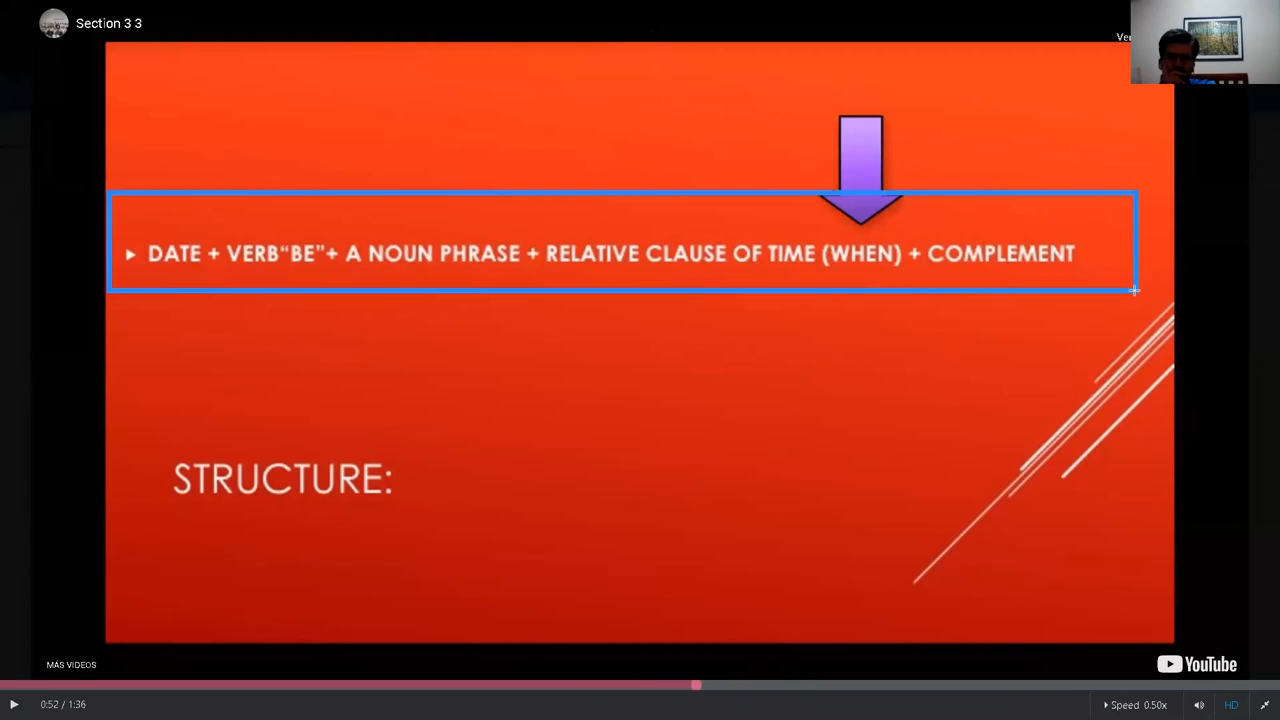 Section 3 3
DATE + VERB“BE”+ A NOUN PHRASE + RELATIVE CLAUSE OF TIME (WHEN) + COMPLEMENT
STRUCTURE:
MÁS VIDEOS
YouTube
0:52 / 1:36
Speed 0.50x
HD